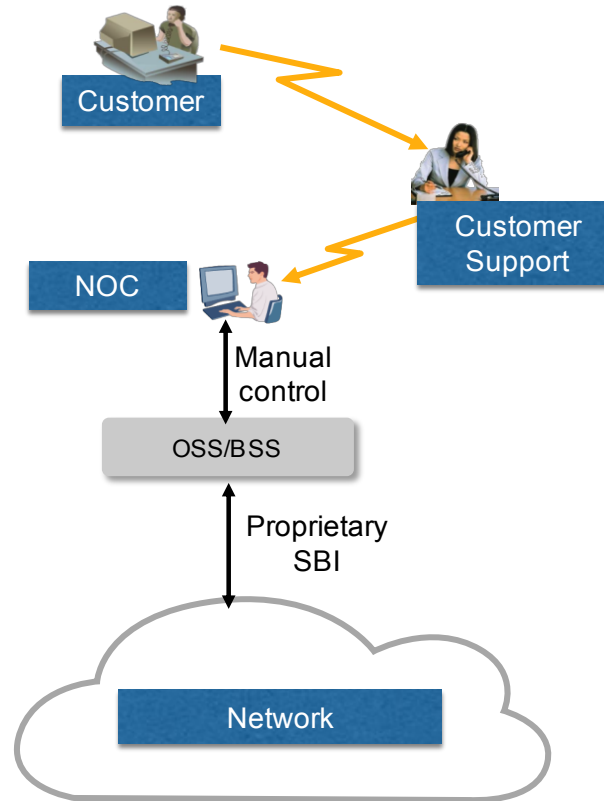 Customer
Customer
Support
NOC
Manual
control
OSS/BSS
Proprietary
SBI
Network